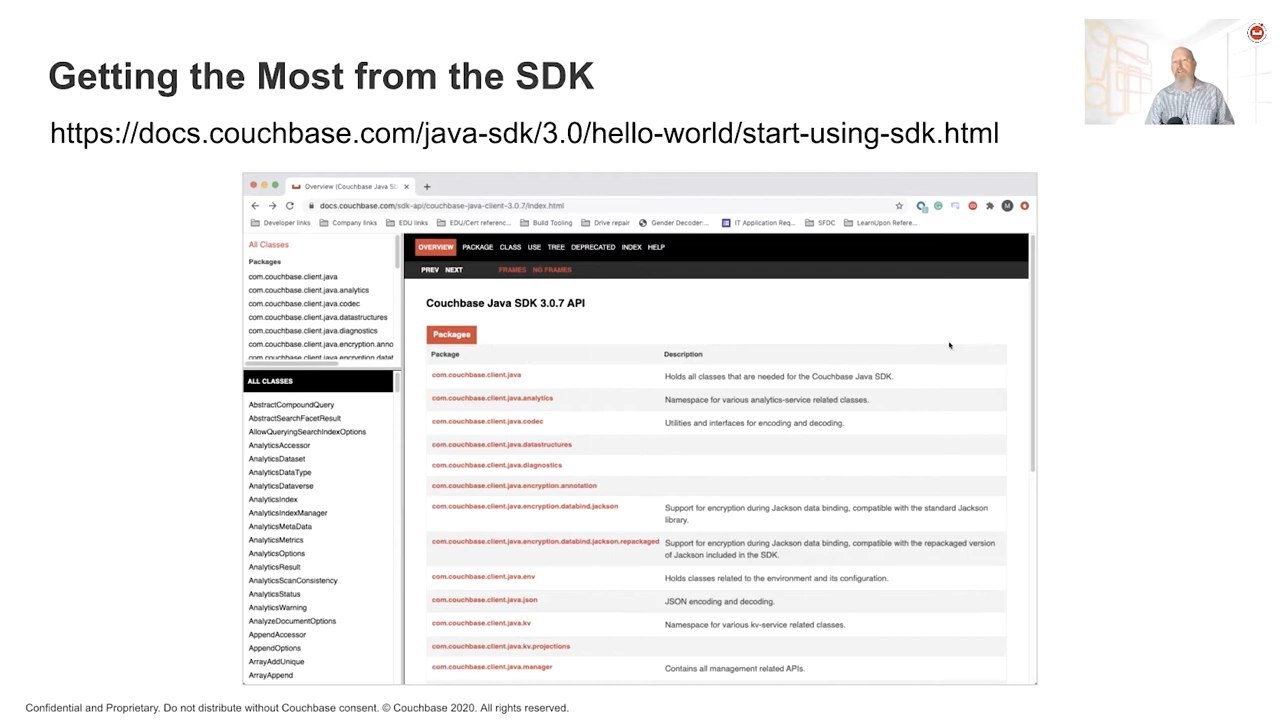 Getting the Most from the SDK
https://docs.couchbase.com/java-sdk/3.0/hello-world/start-using-sdk.html
Overview (Couchbase Java SD
docs.couchbase.com/sdk-api/couchbase-java-client-3.0.7/index.html
M
Developer links
Company links
EDU links
EDU/Cert referenc...
Build Tooling
Drive repair
Gender Decoder:...
IT Application Req...
SFDC
LearnUpon Refere...
All Classes
Packages
com.couchbase.client.java
com.couchbase.client.java.analytics
com.couchbase.client.java.codec
com.couchbase.client.java.datastructures
com.couchbase.client.java.diagnostics
com.couchbase.client.java.encryption.anno
com.couchbase.client.java.encryption.datat
ALL CLASSES
AbstractCompoundQuery
AbstractSearchFacetResult
AllowQueryingSearchIndexOptions
AnalyticsAccessor
AnalyticsDataset
AnalyticsDataType
AnalyticsDataverse
AnalyticsIndex
AnalyticsIndexManager
AnalyticsMetaData
AnalyticsMetrics
AnalyticsOptions
AnalyticsResult
AnalyticsScanConsistency
AnalyticsStatus
AnalyticsWarning
AnalyzeDocumentOptions
AppendAccessor
AppendOptions
ArrayAddUnique
ArrayAppend
OVERVIEW PACKAGE CLASS USE TREE DEPRECATED INDEX HELP
PREV NEXT FRAMES NO FRAMES
Couchbase Java SDK 3.0.7 API
Packages
Package Description
com.couchbase.client.java Holds all classes that are needed for the Couchbase Java SDK.
com.couchbase.client.java.analytics Namespace for various analytics-service related classes.
com.couchbase.client.java.codec Utilities and interfaces for encoding and decoding.
com.couchbase.client.java.datastructures
com.couchbase.client.java.diagnostics
com.couchbase.client.java.encryption.annotation
com.couchbase.client.java.encryption.databind.jackson Support for encryption during Jackson data binding, compatible with the standard Jackson
library.
com.couchbase.client.java.encryption.databind.jackson.repackaged Support for encryption during Jackson data binding, compatible with the repackaged version
of Jackson included in the SDK.
com.couchbase.client.java.env Holds classes related to the environment and its configuration.
com.couchbase.client.java.json JSON encoding and decoding.
com.couchbase.client.java.kv Namespace for various kv-service related classes.
com.couchbase.client.java.kv.projections
com.couchbase.client.java.manager Contains all management related APIs.
Confidential and Proprietary. Do not distribute without Couchbase consent. © Couchbase 2020. All rights reserved.